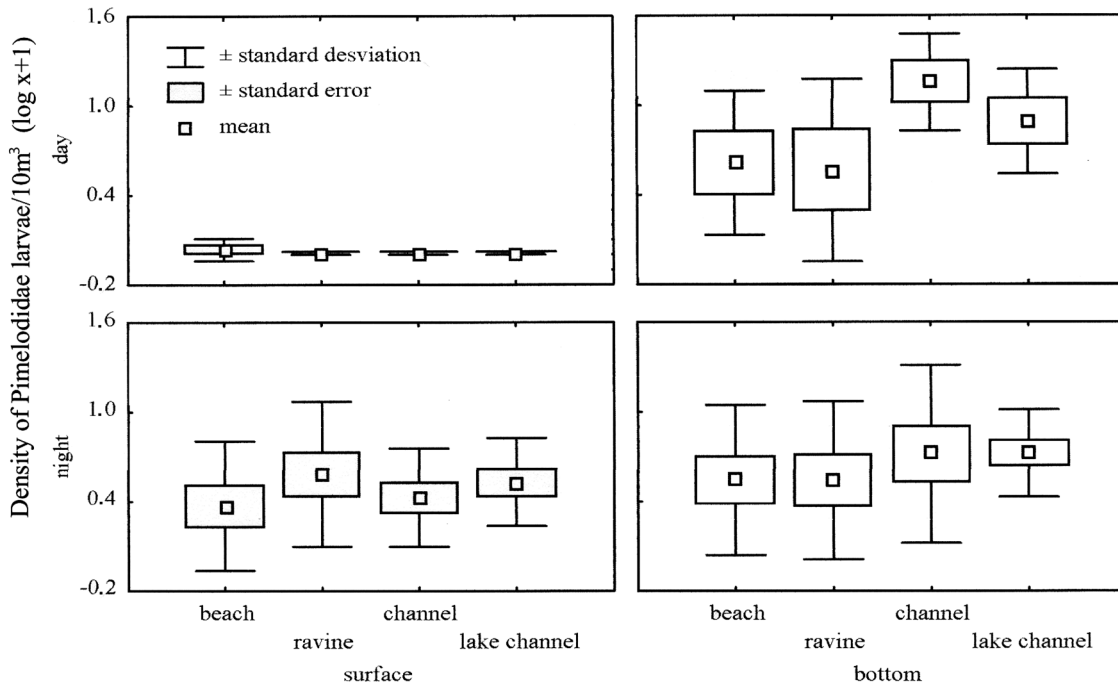 Density of Pimelodidae larvae/10m³ (log x+1)
day
1.6
1.0
0.4
-0.2
± standard desviation
± standard error
mean
night
1.6
1.0
0.4
-0.2
beach
ravine
channel
lake channel
surface
beach
ravine
channel
lake channel
bottom